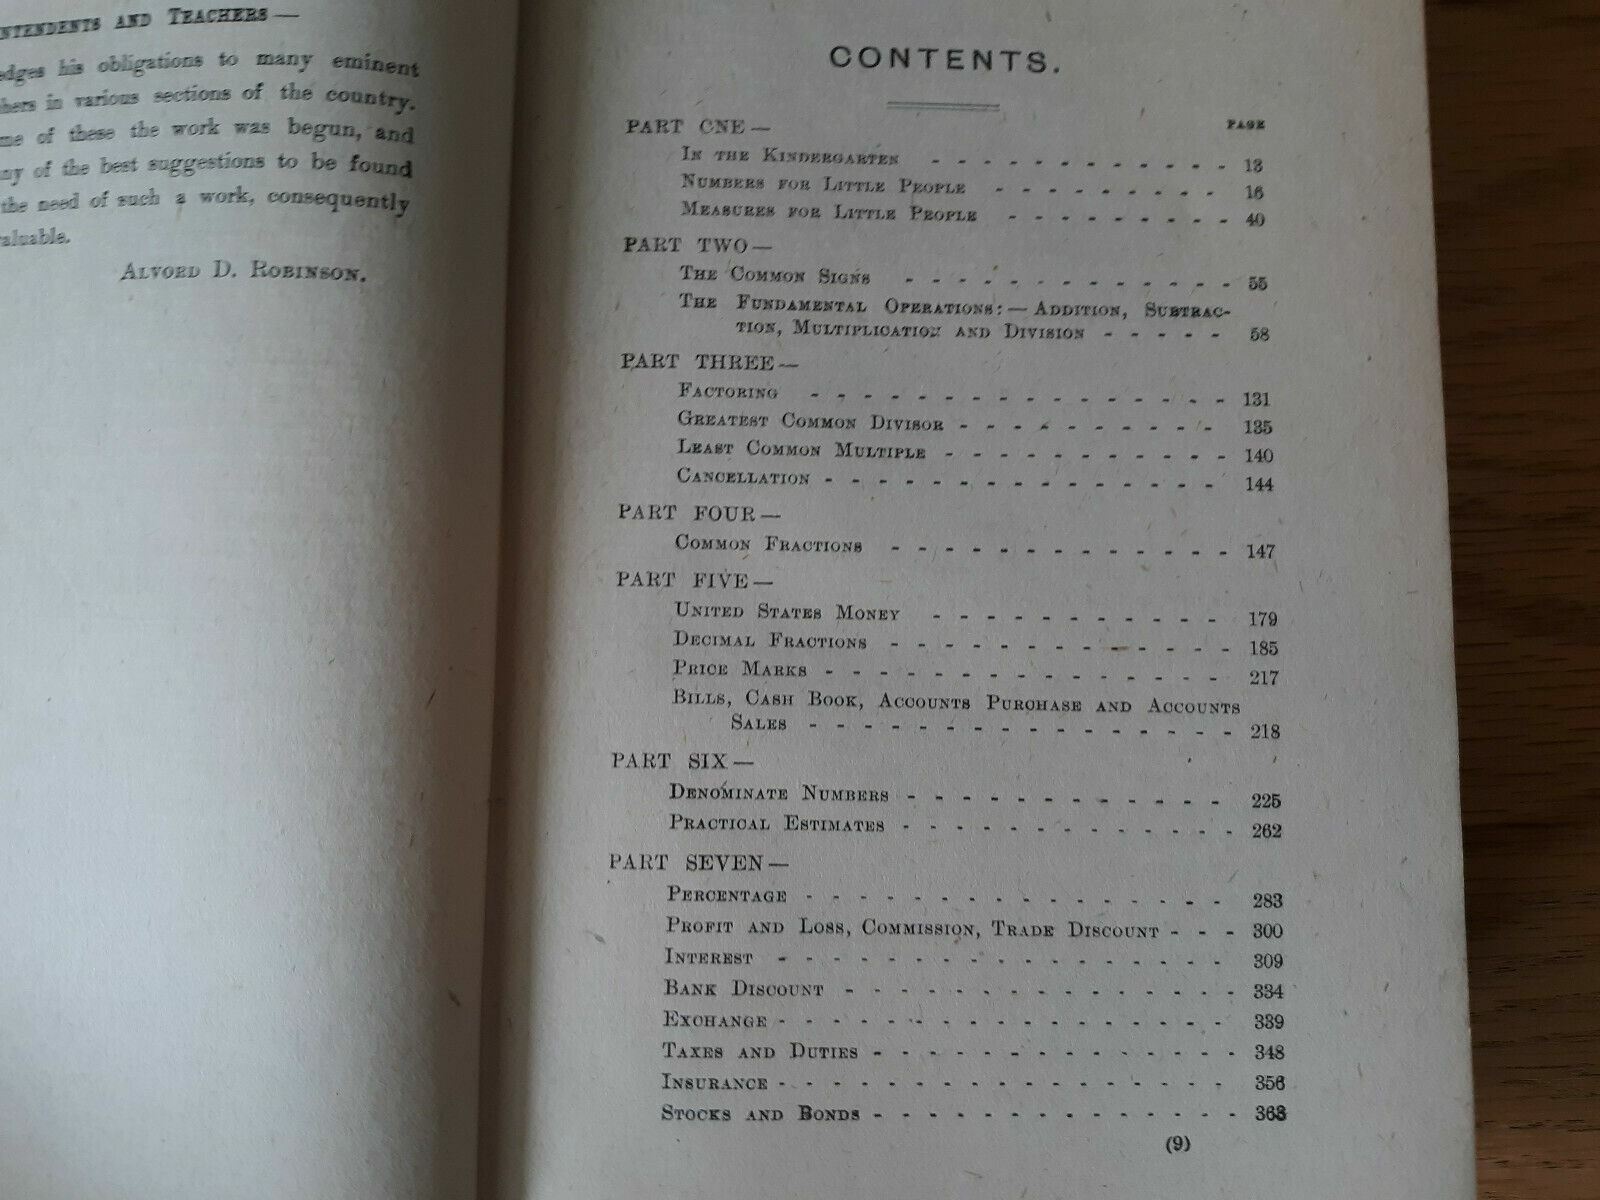 AND TEACHERS —
his obligations to many eminent
in various sections of the country.
of these the work was begun, and
of the best suggestions to be found
the need of such a work, consequently
ALVORD D. ROBINSON.
CONTENTS.
PART ONE — PAGE
IN THE KINDERGARTEN - - - - - - - - - - - 13
NUMBERS FOR LITTLE PEOPLE - - - - - - - - - 16
MEASURES FOR LITTLE PEOPLE - - - - - - - - - 40
PART TWO —
THE COMMON SIGNS - - - - - - - - - - - - - 55
THE FUNDAMENTAL OPERATIONS: — ADDITION, SUBTRAC-
TION, MULTIPLICATION AND DIVISION - - - - - 58
PART THREE —
FACTORING - - - - - - - - - - - - - - - - 131
GREATEST COMMON DIVISOR - - - - - - - - - - 135
LEAST COMMON MULTIPLE - - - - - - - - - - - 140
CANCELLATION - - - - - - - - - - - - - - - 144
PART FOUR —
COMMON FRACTIONS - - - - - - - - - - - - - 147
PART FIVE —
UNITED STATES MONEY - - - - - - - - - - - 179
DECIMAL FRACTIONS - - - - - - - - - - - - - 185
PRICE MARKS - - - - - - - - - - - - - - - 217
BILLS, CASH BOOK, ACCOUNTS PURCHASE AND ACCOUNTS
SALES - - - - - - - - - - - - - - - - 218
PART SIX —
DENOMINATE NUMBERS - - - - - - - - - - - - 225
PRACTICAL ESTIMATES - - - - - - - - - - - - - 262
PART SEVEN —
PERCENTAGE - - - - - - - - - - - - - - - - 283
PROFIT AND LOSS, COMMISSION, TRADE DISCOUNT - - - 300
INTEREST - - - - - - - - - - - - - - - - - 309
BANK DISCOUNT - - - - - - - - - - - - - - - 334
EXCHANGE - - - - - - - - - - - - - - - - - 339
TAXES AND DUTIES - - - - - - - - - - - - - - 348
INSURANCE - - - - - - - - - - - - - - - - - 356
STOCKS AND BONDS - - - - - - - - - - - - - - 363
(9)